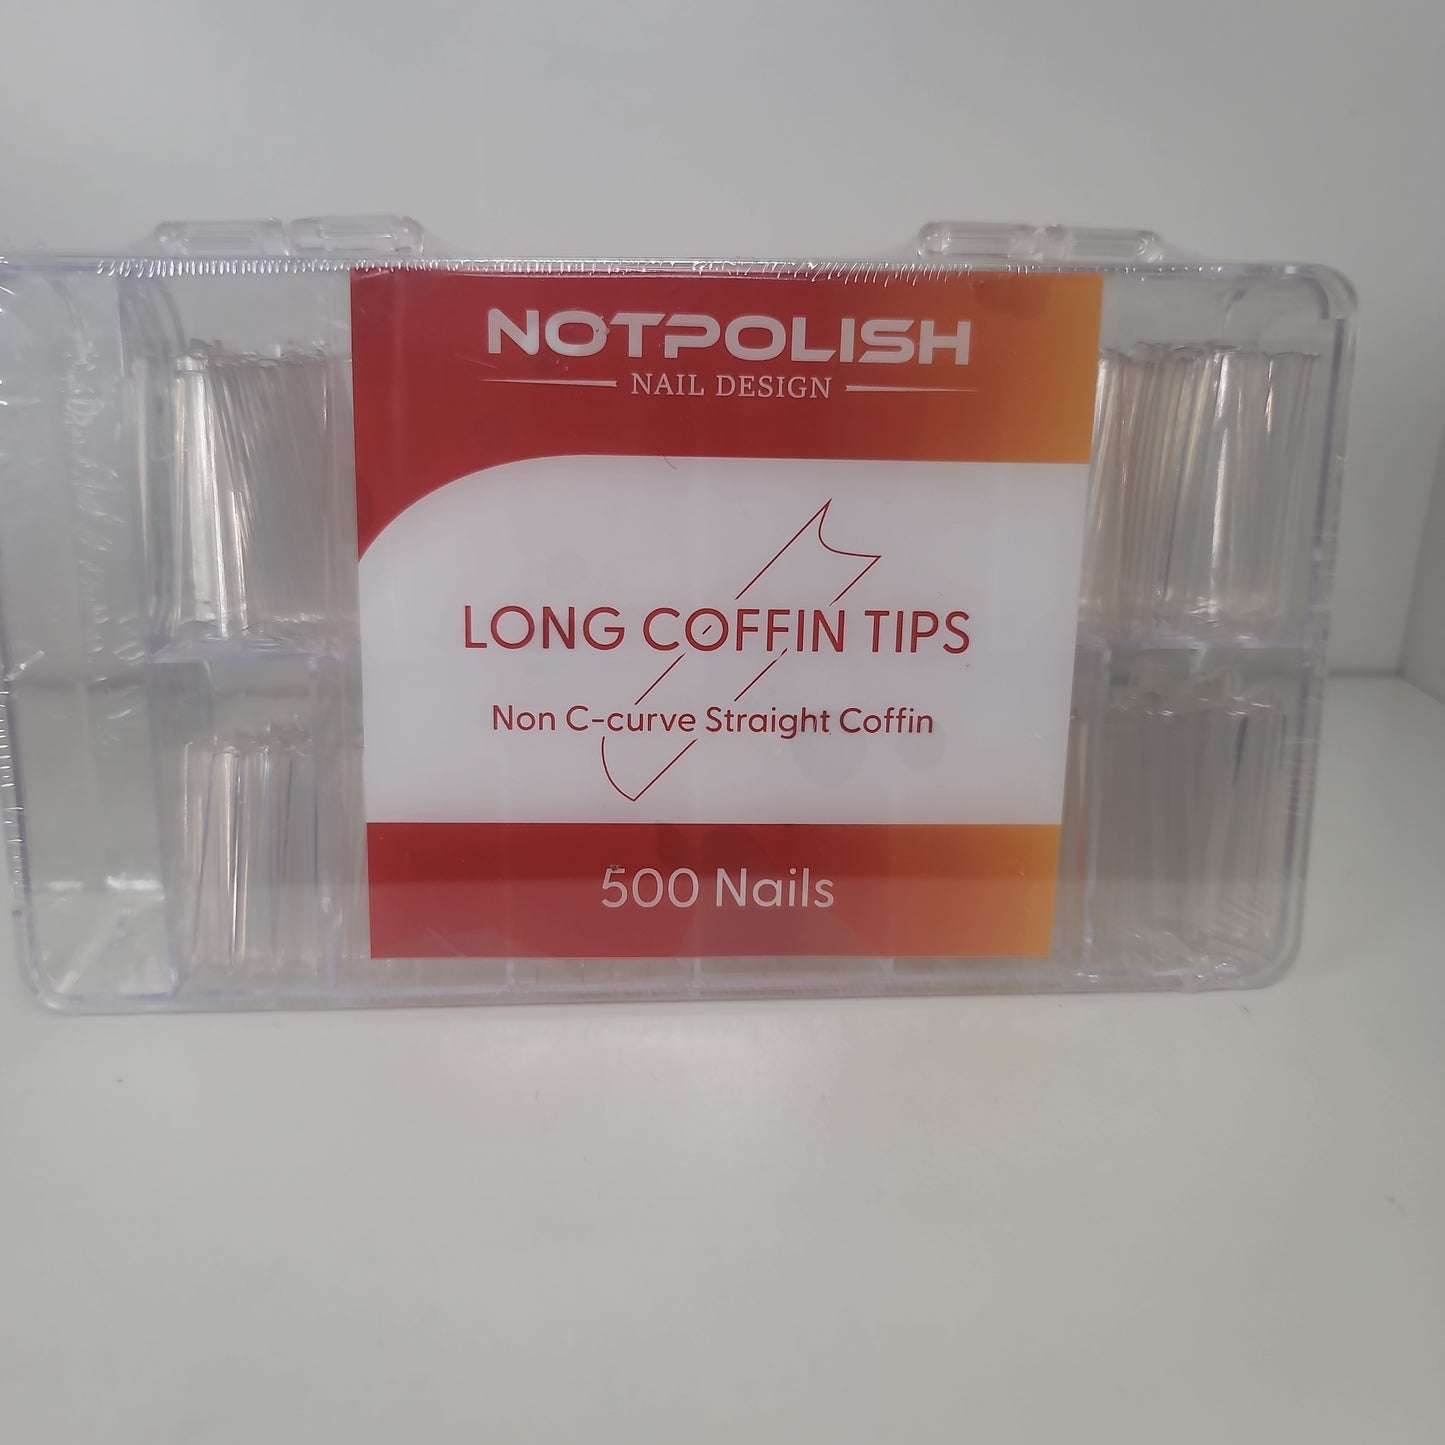 NOTPOLISH
NAIL DESIGN
LONG COFFIN TIPS
Non C-curve Straight Coffin
500 Nails